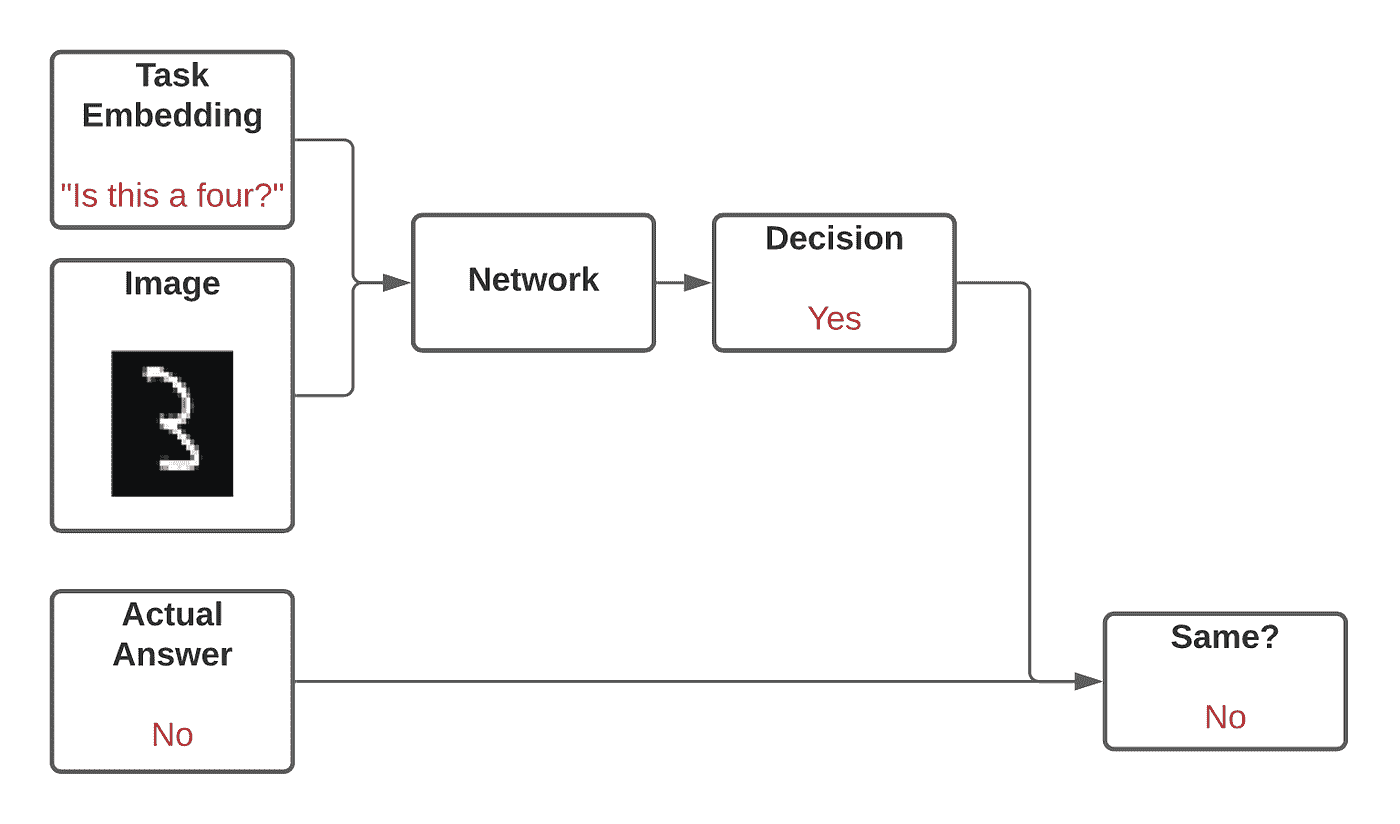 Task
Embedding
"Is this a four?"
Image
3
Network
Decision
Yes
Actual
Answer
No
Same?
No